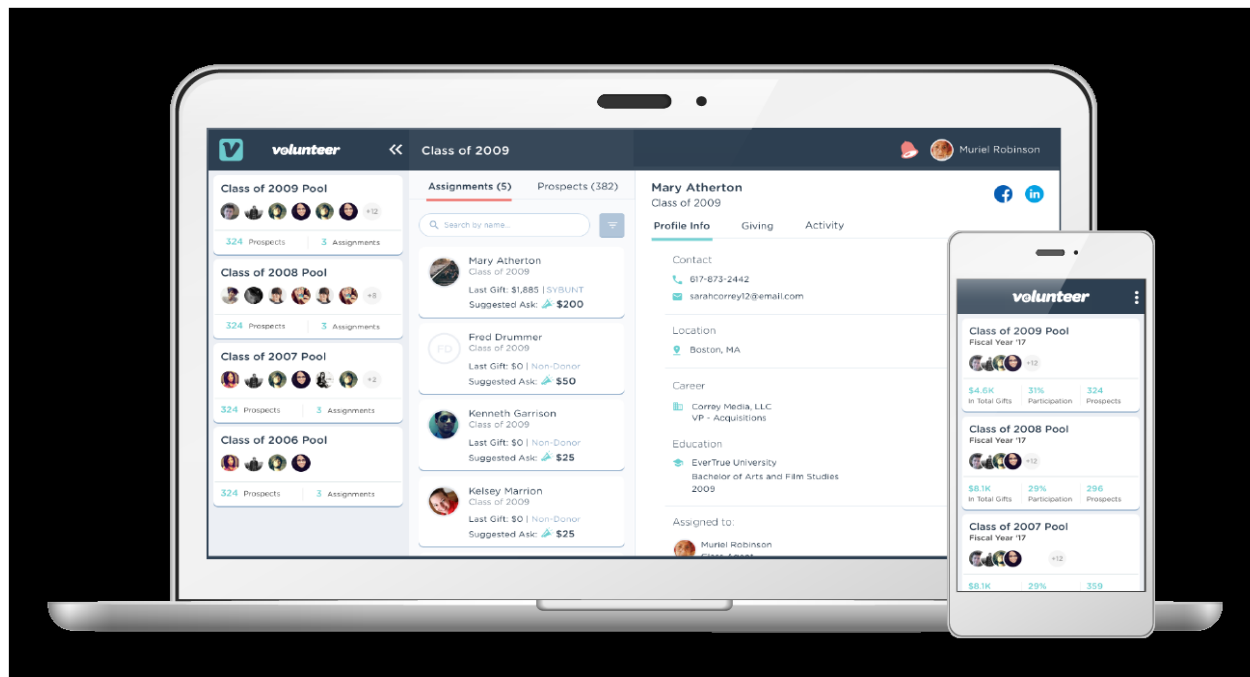 volunteer
Class of 2009
Muriel Robinson
Class of 2009 Pool
+12
324 Prospects
3 Assignments
Class of 2008 Pool
+8
324 Prospects
3 Assignments
Class of 2007 Pool
+2
324 Prospects
3 Assignments
Class of 2006 Pool
324 Prospects
3 Assignments
Assignments (5)
Prospects (382)
Search by name...
Mary Atherton
Class of 2009
Last Gift: $1,885 | SYBUNT
Suggested Ask: $200
FD
Fred Drummer
Class of 2009
Last Gift: $0 | Non-Donor
Suggested Ask: $50
Kenneth Garrison
Class of 2009
Last Gift: $0 | Non-Donor
Suggested Ask: $25
Kelsey Marrion
Class of 2009
Last Gift: $0 | Non-Donor
Suggested Ask: $25
Mary Atherton
Class of 2009
Profile Info
Giving
Activity
Contact
617-873-2442
sarahcorrey12@email.com
Location
Boston, MA
Career
Correy Media, LLC
VP - Acquisitions
Education
EverTrue University
Bachelor of Arts and Film Studies
2009
Assigned to:
Muriel Robinson
Class Agent
volunteer
Class of 2009 Pool
Fiscal Year '17
+12
$4.6K
In Total Gifts
31%
Participation
324
Prospects
Class of 2008 Pool
Fiscal Year '17
+12
$8.1K
In Total Gifts
29%
Participation
296
Prospects
Class of 2007 Pool
Fiscal Year '17
+12
$8.1K
29%
359